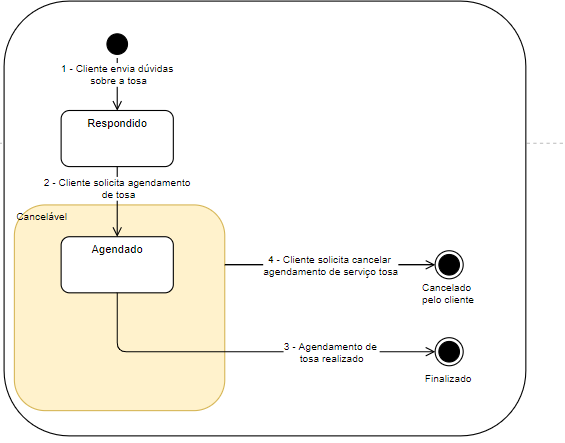 1 - Cliente envia dúvidas
sobre a tosa
Respondido
2 - Cliente solicita agendamento
de tosa
Cancelável
Agendado
4 - Cliente solicita cancelar
agendamento de serviço tosa
Cancelado
pelo cliente
3 - Agendamento de
tosa realizado
Finalizado